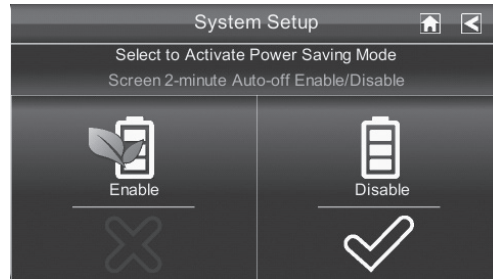 System Setup
Select to Activate Power Saving Mode
Screen 2-minute Auto-off Enable/Disable
Enable
Disable